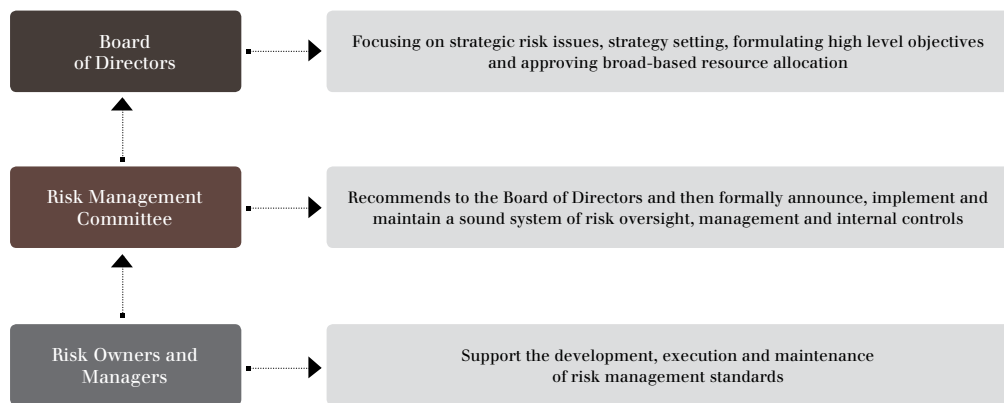 Board
of Directors
Focusing on strategic risk issues, strategy setting, formulating high level objectives
and approving broad-based resource allocation
Risk Management
Committee
Recommends to the Board of Directors and then formally announce, implement and
maintain a sound system of risk oversight, management and internal controls
Risk Owners and
Managers
Support the development, execution and maintenance
of risk management standards